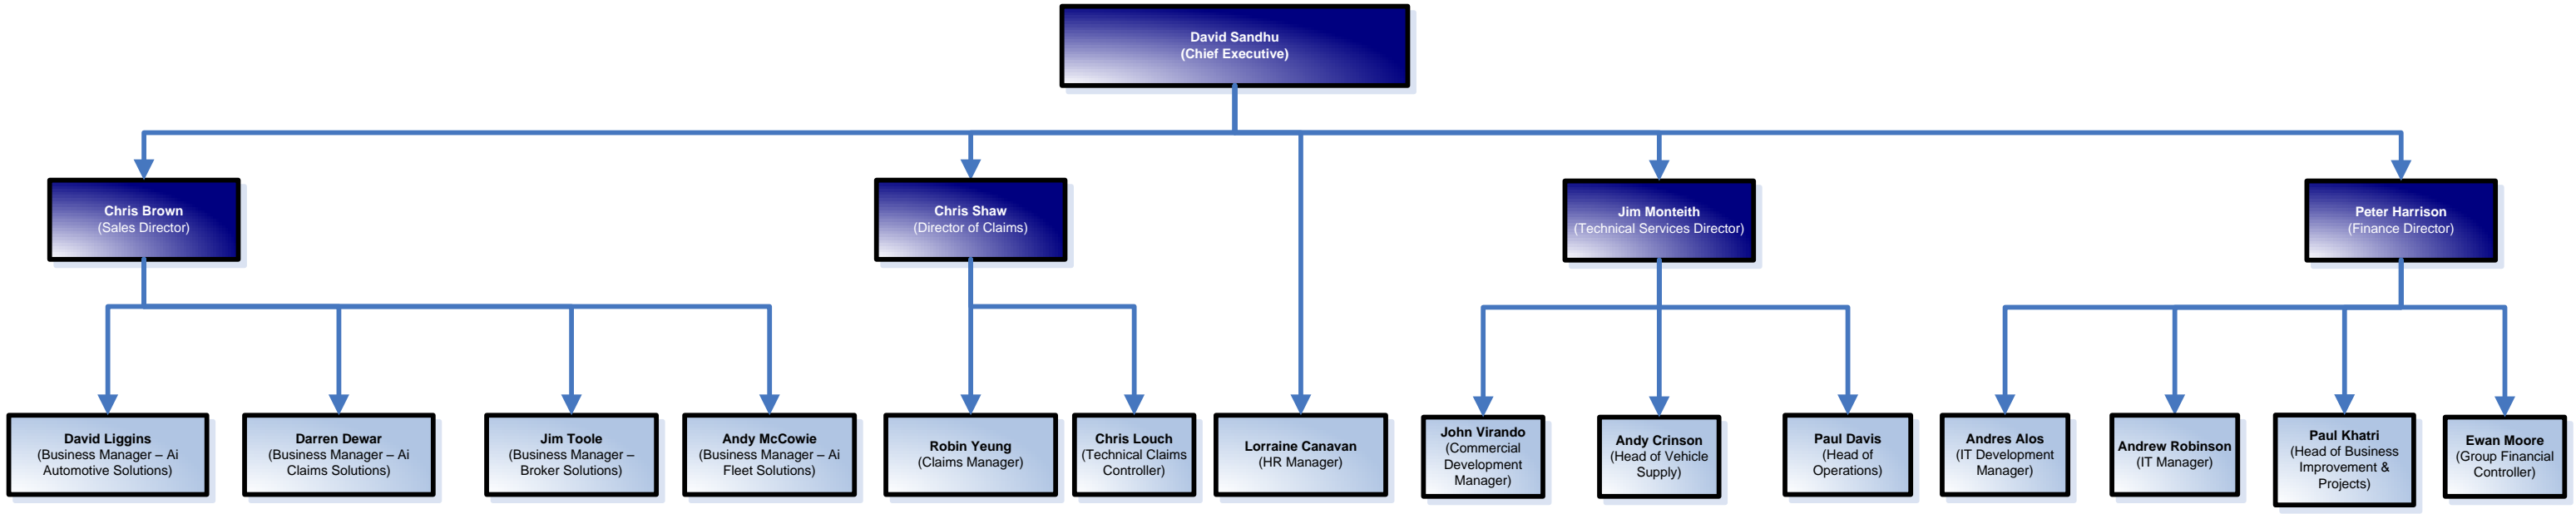 David Sandhu
(Chief Executive)
Chris Brown
(Sales Director)
Chris Shaw
(Director of Claims)
Jim Monteith
(Technical Services Director)
Peter Harrison
(Finance Director)
David Liggins
(Business Manager – Ai
Automotive Solutions)
Darren Dewar
(Business Manager – Ai
Claims Solutions)
Jim Toole
(Business Manager –
Broker Solutions)
Andy McCowie
(Business Manager – Ai
Fleet Solutions)
Robin Yeung
(Claims Manager)
Chris Louch
(Technical Claims
Controller)
Lorraine Canavan
(HR Manager)
John Virando
(Commercial
Development
Manager)
Andy Crinson
(Head of Vehicle
Supply)
Paul Davis
(Head of
Operations)
Andres Alos
(IT Development
Manager)
Andrew Robinson
(IT Manager)
Paul Khatri
(Head of Business
Improvement &
Projects)
Ewan Moore
(Group Financial
Controller)